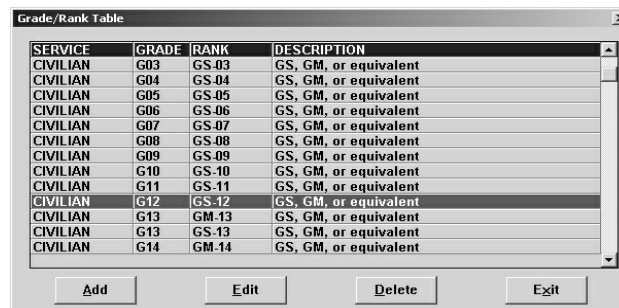 Grade/Rank Table
SERVICE GRADE RANK DESCRIPTION
CIVILIAN G03 GS-03 GS, GM, or equivalent
CIVILIAN G04 GS-04 GS, GM, or equivalent
CIVILIAN G05 GS-05 GS, GM, or equivalent
CIVILIAN G06 GS-06 GS, GM, or equivalent
CIVILIAN G07 GS-07 GS, GM, or equivalent
CIVILIAN G08 GS-08 GS, GM, or equivalent
CIVILIAN G09 GS-09 GS, GM, or equivalent
CIVILIAN G10 GS-10 GS, GM, or equivalent
CIVILIAN G11 GS-11 GS, GM, or equivalent
CIVILIAN G12 GS-12 GS, GM, or equivalent
CIVILIAN G13 GM-13 GS, GM, or equivalent
CIVILIAN G13 GS-13 GS, GM, or equivalent
CIVILIAN G14 GM-14 GS, GM, or equivalent
Add Edit Delete Exit